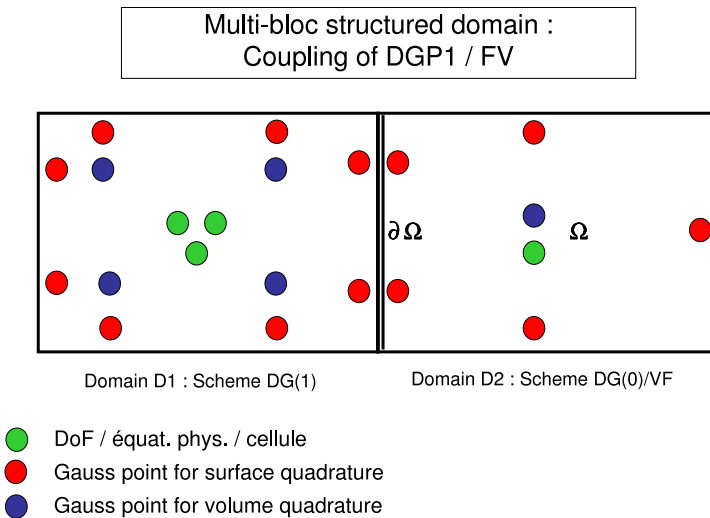 Multi-bloc structured domain :
Coupling of DGP1 / FV
∂Ω
Ω
Domain D1 : Scheme DG(1)
Domain D2 : Scheme DG(0)/VF
DoF / équat. phys. / cellule
Gauss point for surface quadrature
Gauss point for volume quadrature